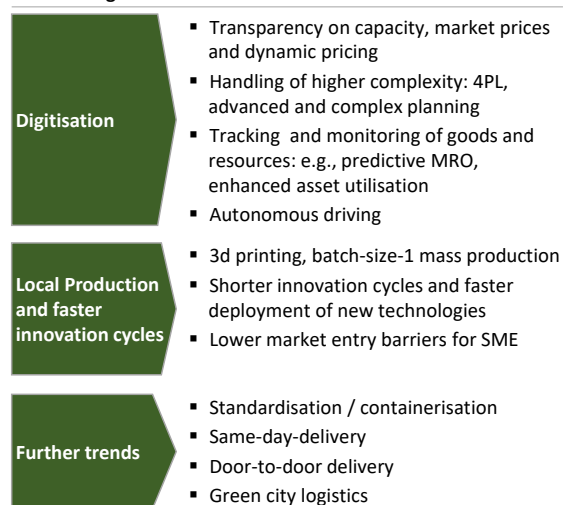 Digitisation
▪ Transparency on capacity, market prices
and dynamic pricing
▪ Handling of higher complexity: 4PL,
advanced and complex planning
▪ Tracking and monitoring of goods and
resources: e.g., predictive MRO,
enhanced asset utilisation
▪ Autonomous driving
Local Production
and faster
innovation cycles
▪ 3d printing, batch-size-1 mass production
▪ Shorter innovation cycles and faster
deployment of new technologies
▪ Lower market entry barriers for SME
Further trends
▪ Standardisation / containerisation
▪ Same-day-delivery
▪ Door-to-door delivery
▪ Green city logistics